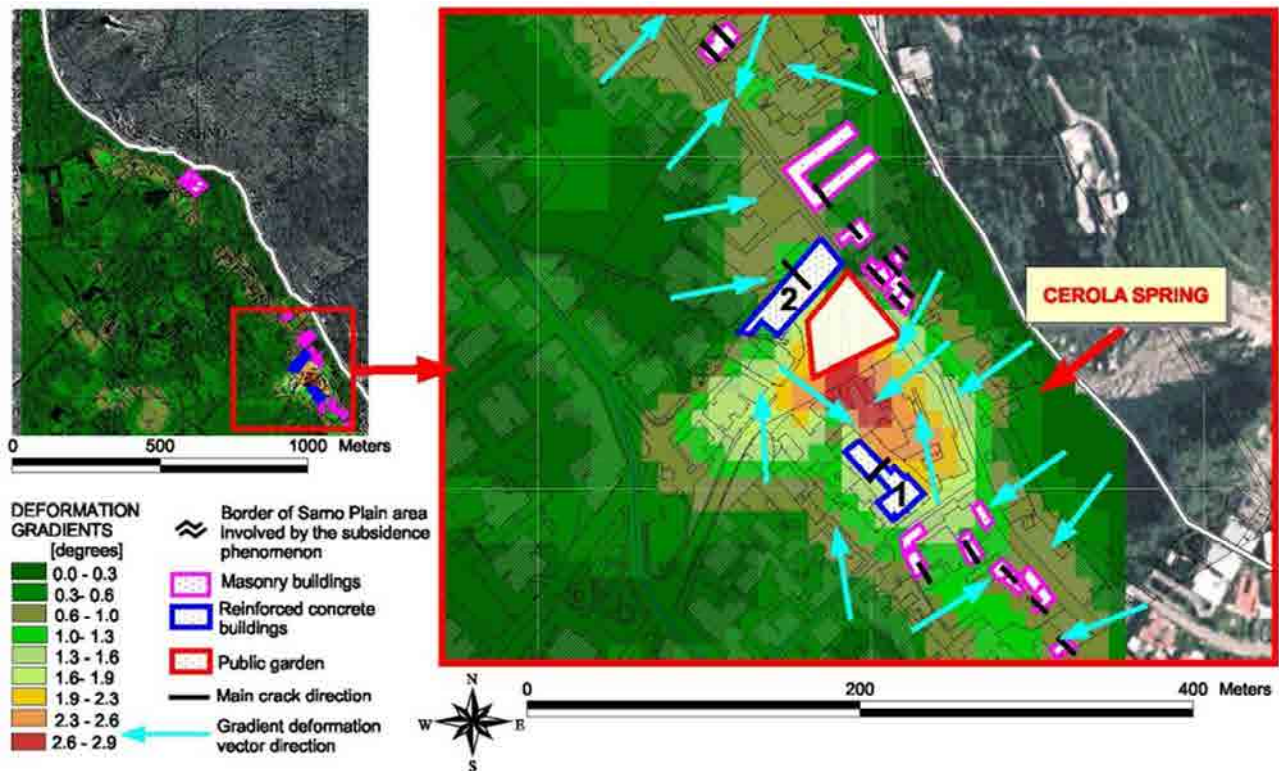 CEROLA SPRING
2
1
0 500 1000 Meters
DEFORMATION
GRADIENTS
[degrees]
0.0 - 0.3
0.3- 0.6
0.6 - 1.0
1.0- 1.3
1.3 - 1.6
1.6- 1.9
1.9 - 2.3
2.3 - 2.6
2.6 - 2.9
Border of Sarno Plain area
involved by the subsidence
phenomenon
Masonry buildings
Reinforced concrete
buildings
Public garden
Main crack direction
Gradient deformation
vector direction
N
W E
S
0 200 400 Meters